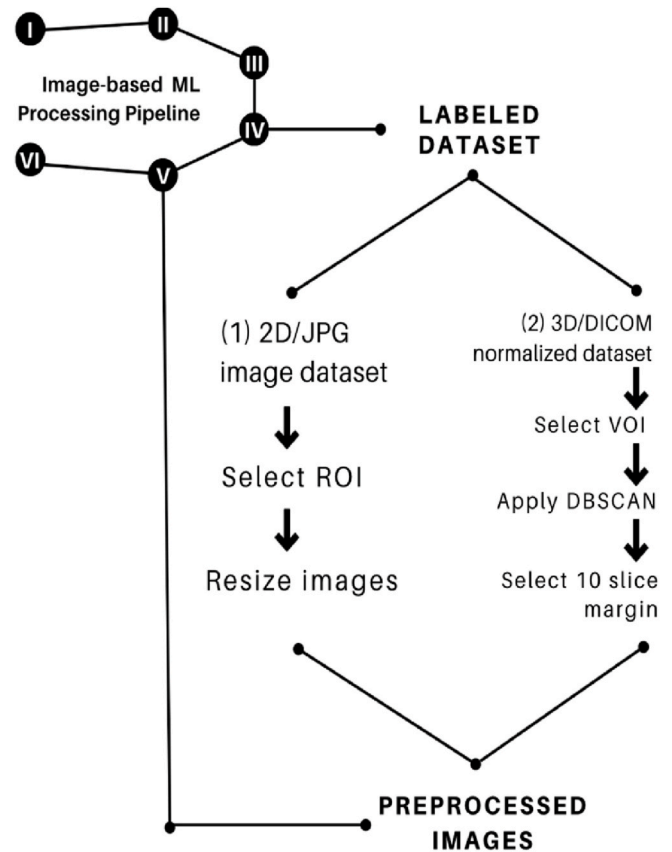 I
II
III
Image-based ML
Processing Pipeline
IV
VI
V
LABELED
DATASET
(1) 2D/JPG
image dataset
Select ROI
Resize images
(2) 3D/DICOM
normalized dataset
Select VOI
Apply DBSCAN
Select 10 slice
margin
PREPROCESSED
IMAGES